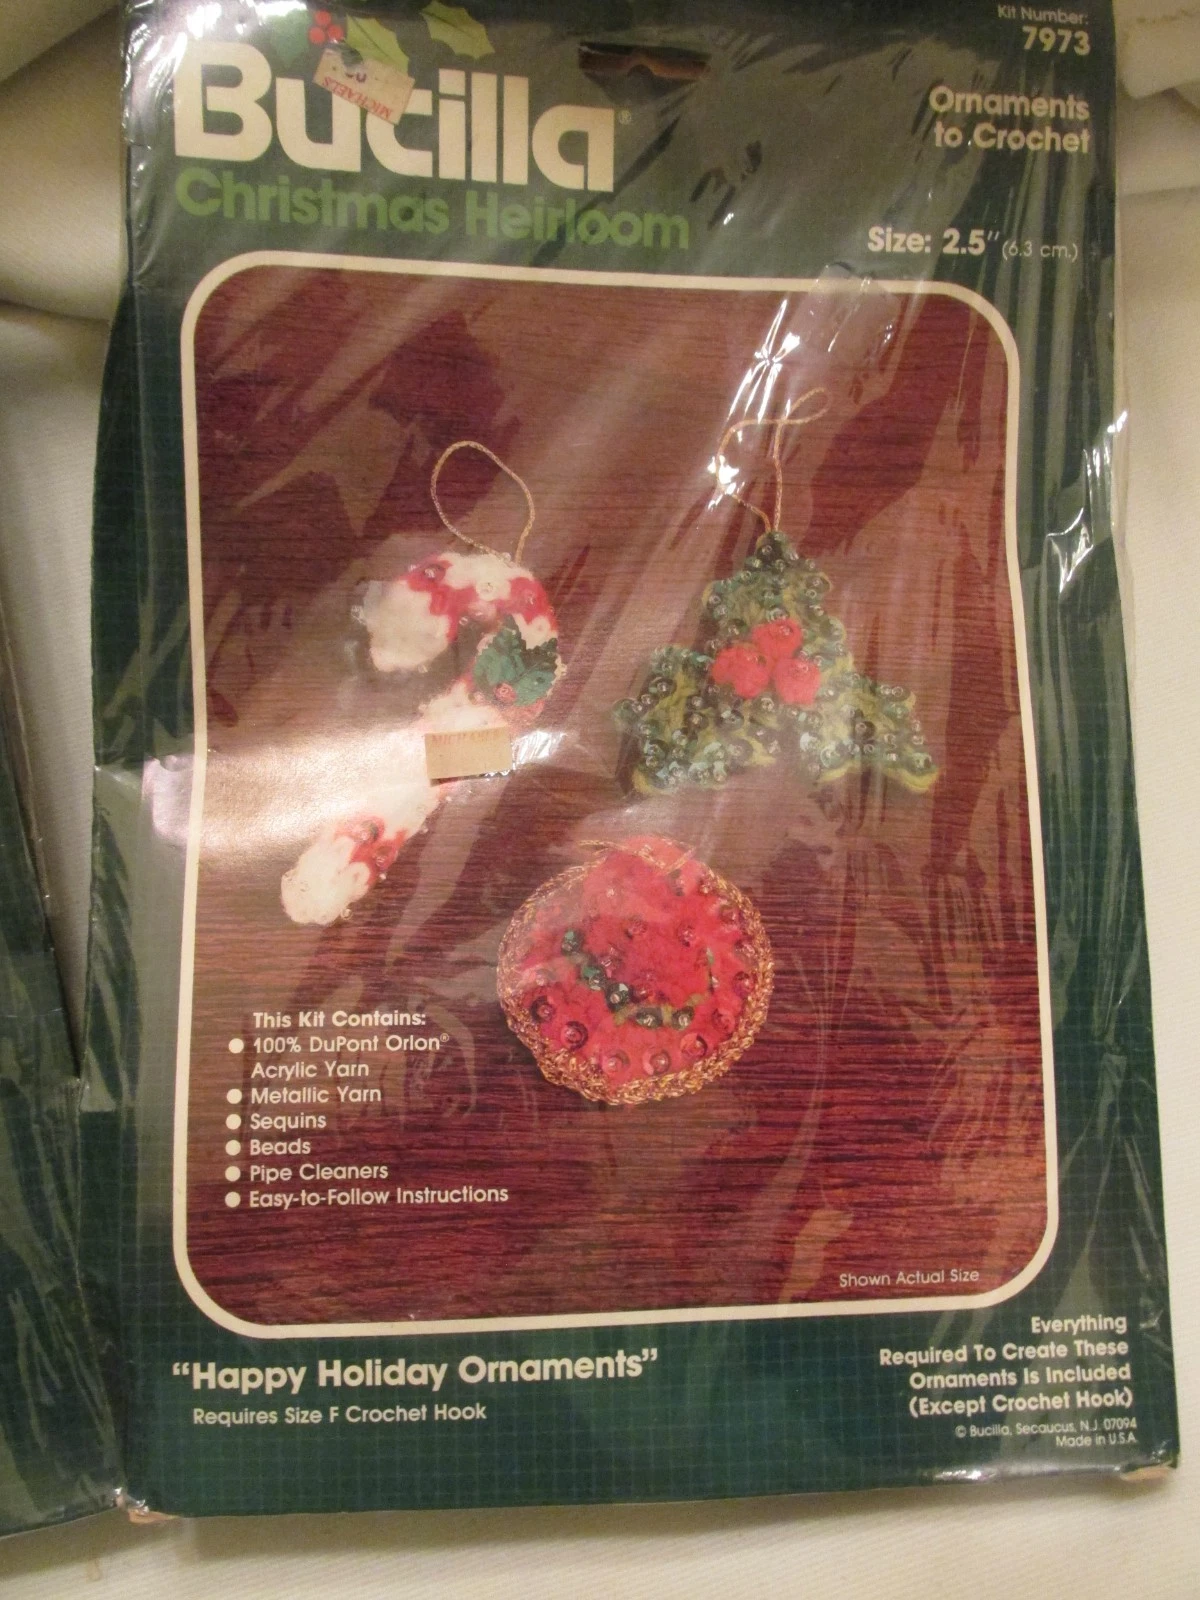 Kit Number:
7973
Bucilla®
MICHAELS
Christmas Heirloom
Ornaments
to Crochet
Size: 2.5" (6.3 cm.)
MICHAELS
This Kit Contains:
● 100% DuPont Orlon®
Acrylic Yarn
● Metallic Yarn
● Sequins
● Beads
● Pipe Cleaners
● Easy-to-Follow Instructions
Shown Actual Size
"Happy Holiday Ornaments"
Requires Size F Crochet Hook
Everything
Required To Create These
Ornaments Is Included
(Except Crochet Hook)
© Bucilla, Secaucus, N.J. 07094
Made in U.S.A.